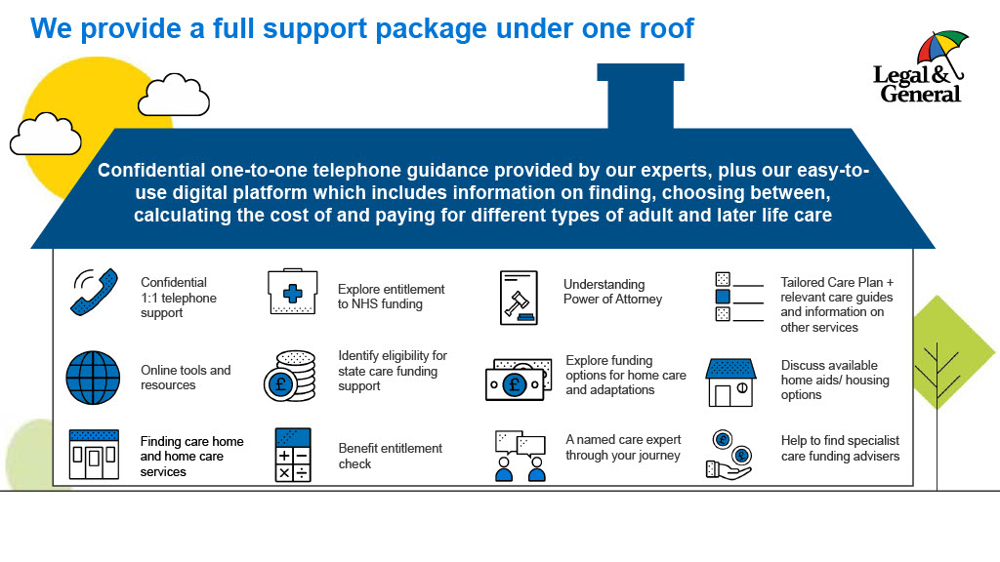 We provide a full support package under one roof
Legal &
General
Confidential one-to-one telephone guidance provided by our experts, plus our easy-to-
use digital platform which includes information on finding, choosing between,
calculating the cost of and paying for different types of adult and later life care
Confidential
1:1 telephone
support
Explore entitlement
to NHS funding
Understanding
Power of Attorney
Tailored Care Plan +
relevant care guides
and information on
other services
Online tools and
resources
Identify eligibility for
state care funding
support
£
Explore funding
options for home care
and adaptations
£
Discuss available
home aids/ housing
options
Finding care home
and home care
services
Benefit entitlement
check
A named care expert
through your journey
Help to find specialist
care funding advisers
£
£